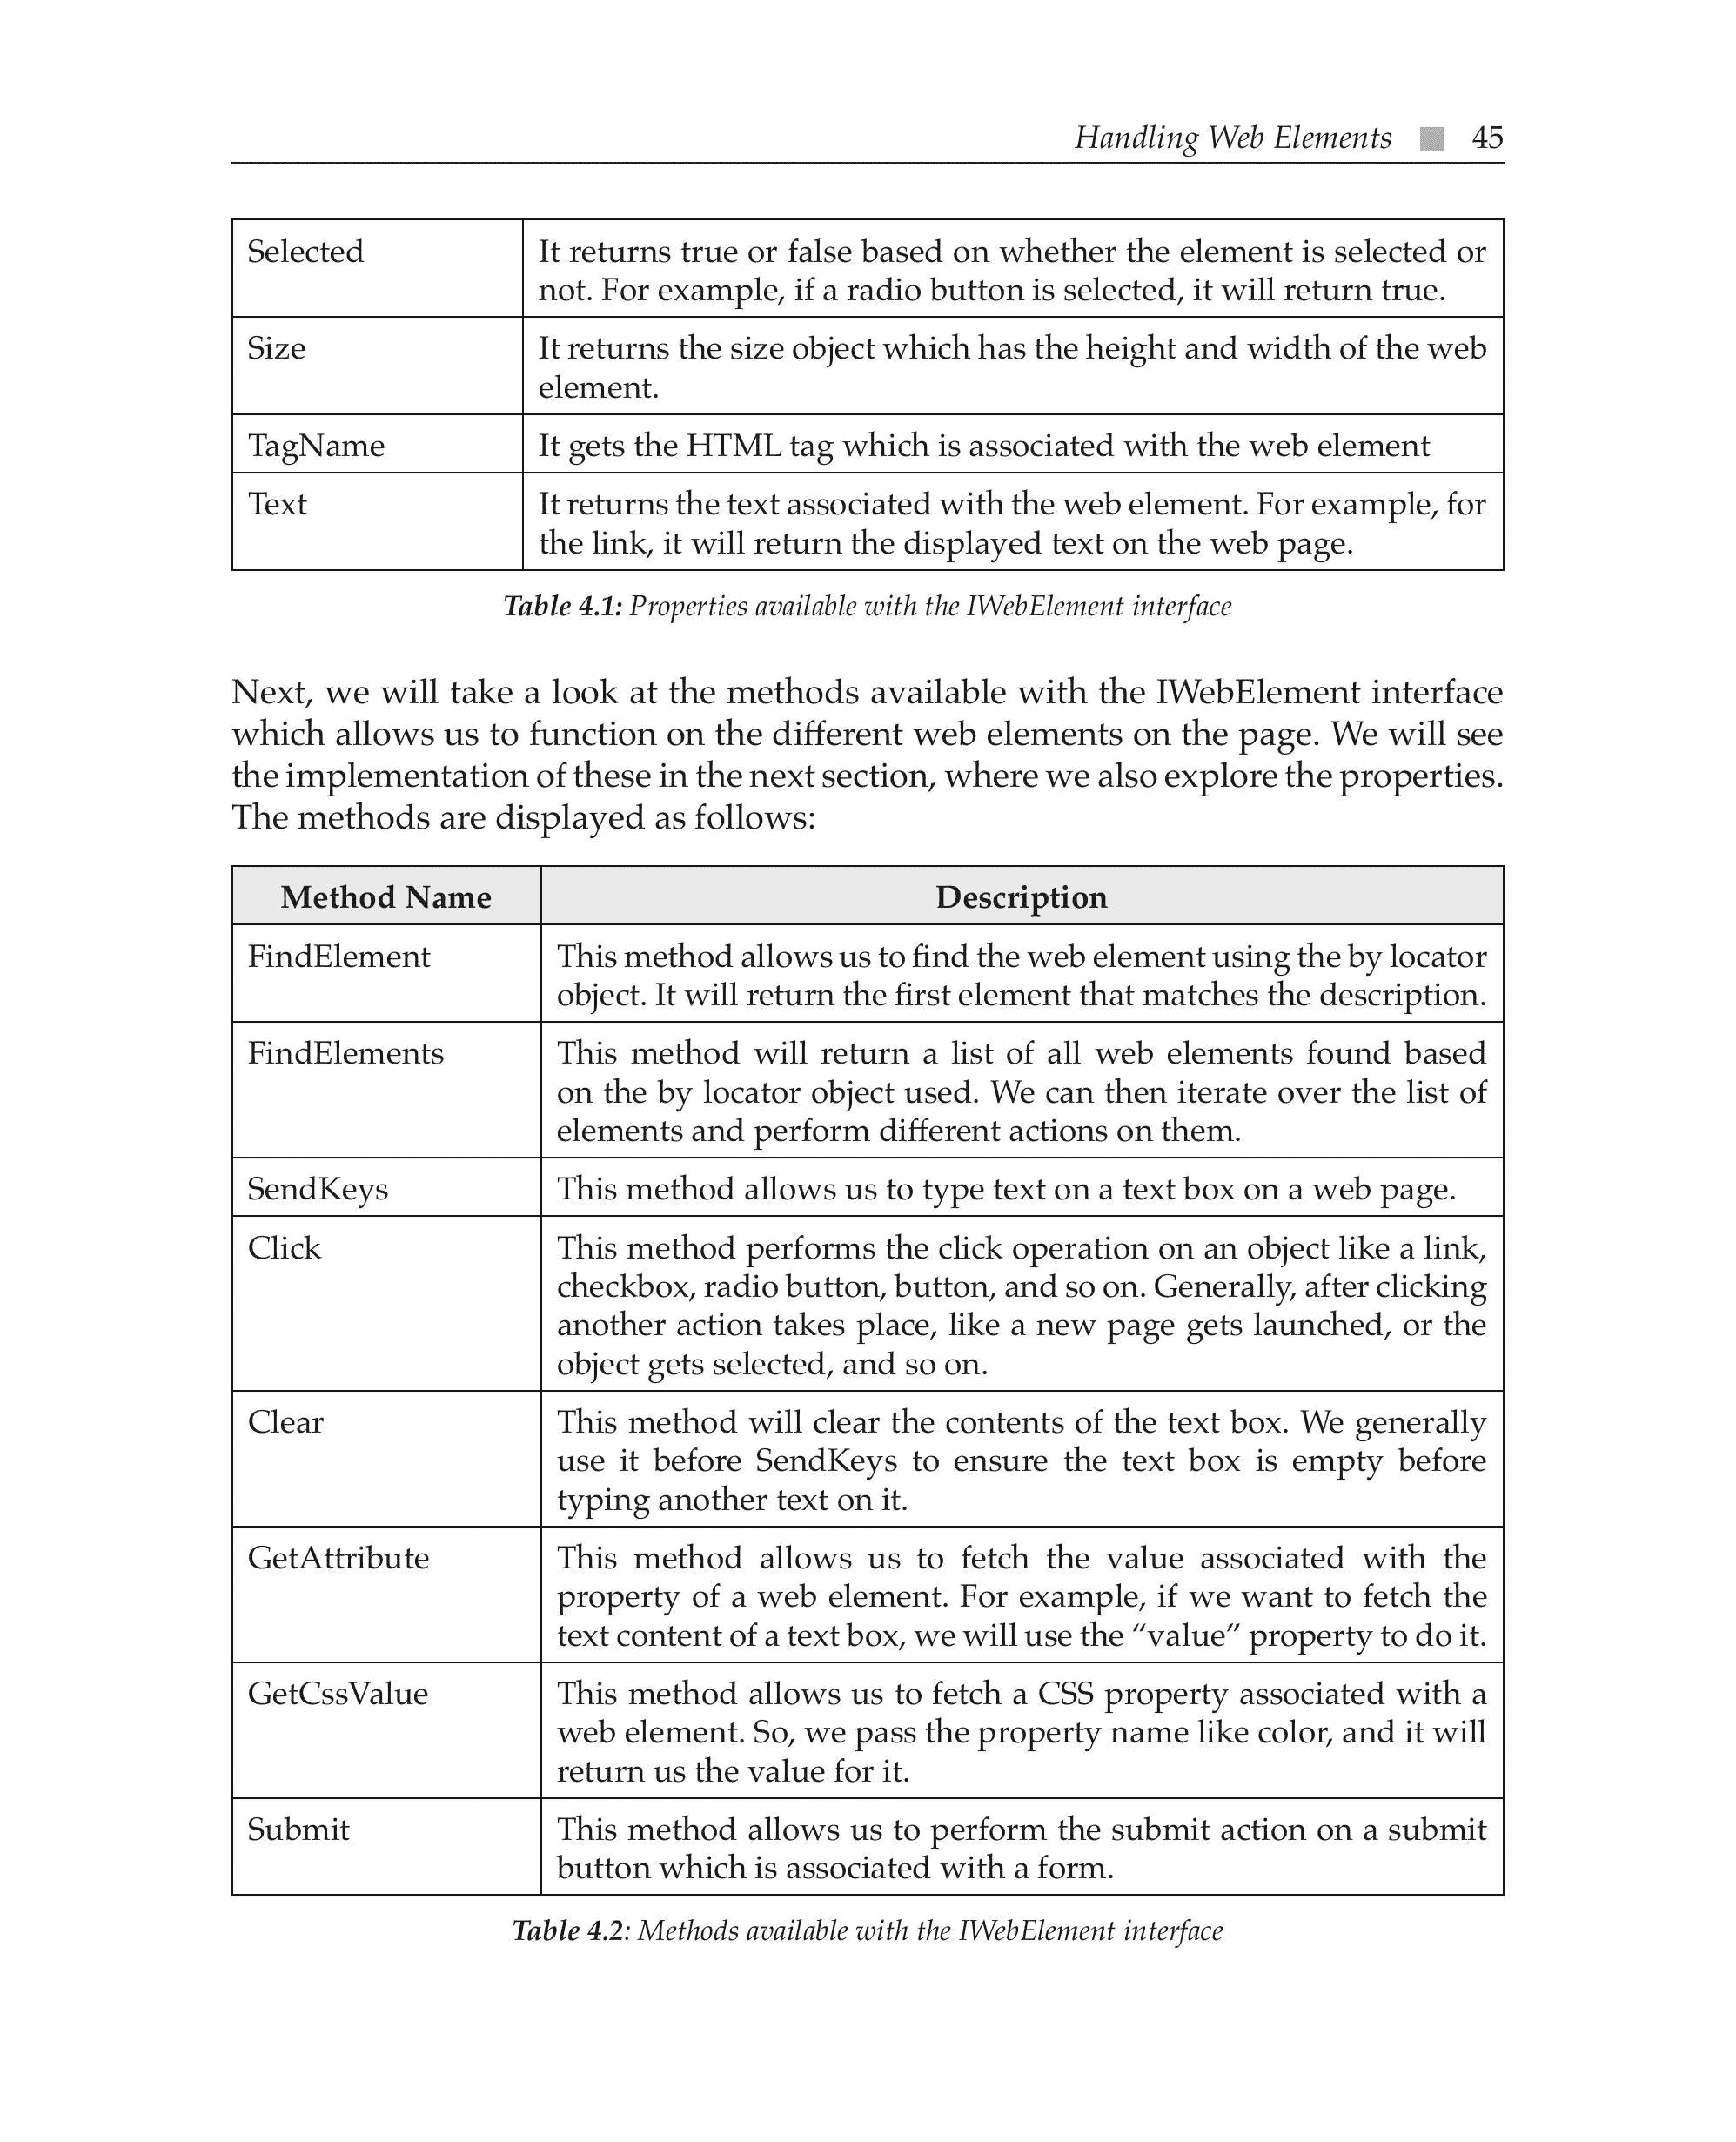 Handling Web Elements 45
Selected
It returns true or false based on whether the element is selected or
not. For example, if a radio button is selected, it will return true.
Size
It returns the size object which has the height and width of the web
element.
TagName
It gets the HTML tag which is associated with the web element
Text
It returns the text associated with the web element. For example, for
the link, it will return the displayed text on the web page.
Table 4.1: Properties available with the IWebElement interface
Next, we will take a look at the methods available with the IWebElement interface
which allows us to function on the different web elements on the page. We will see
the implementation of these in the next section, where we also explore the properties.
The methods are displayed as follows:
Method Name
Description
FindElement
This method allows us to find the web element using the by locator
object. It will return the first element that matches the description.
FindElements
This method will return a list of all web elements found based
on the by locator object used. We can then iterate over the list of
elements and perform different actions on them.
SendKeys
This method allows us to type text on a text box on a web page.
Click
This method performs the click operation on an object like a link,
checkbox, radio button, button, and so on. Generally, after clicking
another action takes place, like a new page gets launched, or the
object gets selected, and so on.
Clear
This method will clear the contents of the text box. We generally
use it before SendKeys to ensure the text box is empty before
typing another text on it.
GetAttribute
This method allows us to fetch the value associated with the
property of a web element. For example, if we want to fetch the
text content of a text box, we will use the “value” property to do it.
GetCssValue
This method allows us to fetch a CSS property associated with a
web element. So, we pass the property name like color, and it will
return us the value for it.
Submit
This method allows us to perform the submit action on a submit
button which is associated with a form.
Table 4.2: Methods available with the IWebElement interface